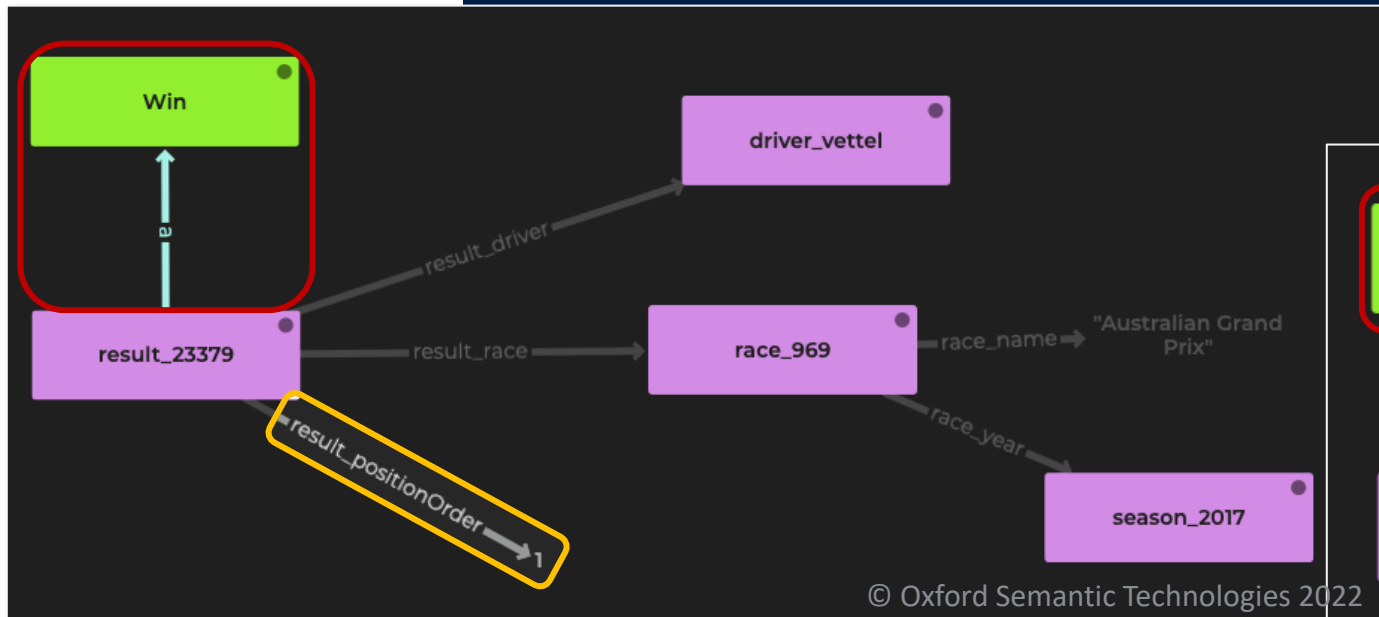 Win
driver_vettel
a
result_driver
result_23379
result_race
race_969
race_name
"Australian Grand
Prix"
result_positionOrder
1
race_year
season_2017
© Oxford Semantic Technologies 2022